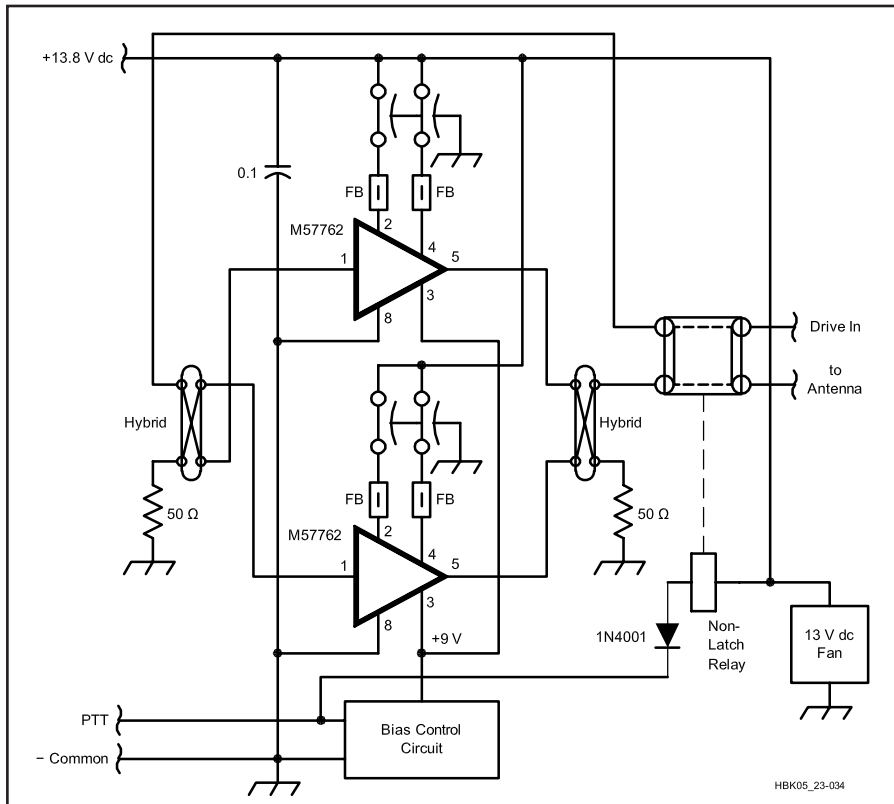 +13.8 V dc
0.1
FB
FB
M57762
2
4
1
5
3
8
Drive In
to
Antenna
Hybrid
Hybrid
FB
FB
50 Ω
50 Ω
M57762
2
4
1
5
3
8
+9 V
1N4001
Non-
Latch
Relay
13 V dc
Fan
PTT
Bias Control
Circuit
− Common
HBK05_23-034